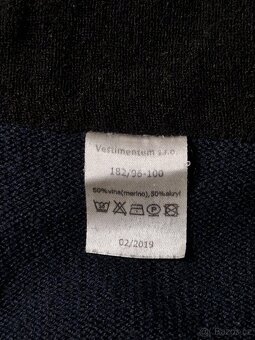 Vestimentum s.r.o.
182/96-100
50%vlna(merino), 50%akryl
02/2019